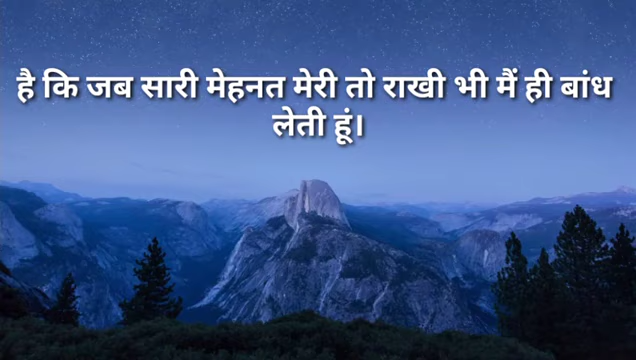 है कि जब सारी मेहनत मेरी तो राखी भी मैं ही बांध
लेती हूं।